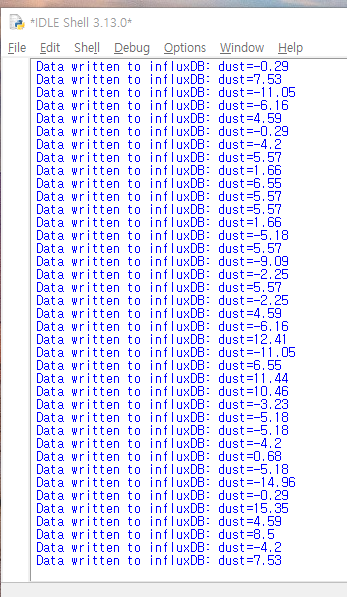 *IDLE Shell 3.13.0*
File Edit Shell Debug Options Window Help
Data written to influxDB: dust=-0.29
Data written to influxDB: dust=7.53
Data written to influxDB: dust=-11.05
Data written to influxDB: dust=-6.16
Data written to influxDB: dust=4.59
Data written to influxDB: dust=-0.29
Data written to influxDB: dust=-4.2
Data written to influxDB: dust=5.57
Data written to influxDB: dust=1.66
Data written to influxDB: dust=6.55
Data written to influxDB: dust=5.57
Data written to influxDB: dust=5.57
Data written to influxDB: dust=1.66
Data written to influxDB: dust=-5.18
Data written to influxDB: dust=5.57
Data written to influxDB: dust=-9.09
Data written to influxDB: dust=-2.25
Data written to influxDB: dust=5.57
Data written to influxDB: dust=-2.25
Data written to influxDB: dust=4.59
Data written to influxDB: dust=-6.16
Data written to influxDB: dust=12.41
Data written to influxDB: dust=-11.05
Data written to influxDB: dust=6.55
Data written to influxDB: dust=11.44
Data written to influxDB: dust=10.46
Data written to influxDB: dust=-3.23
Data written to influxDB: dust=-5.18
Data written to influxDB: dust=-5.18
Data written to influxDB: dust=-4.2
Data written to influxDB: dust=0.68
Data written to influxDB: dust=-5.18
Data written to influxDB: dust=-14.96
Data written to influxDB: dust=-0.29
Data written to influxDB: dust=15.35
Data written to influxDB: dust=4.59
Data written to influxDB: dust=8.5
Data written to influxDB: dust=-4.2
Data written to influxDB: dust=7.53